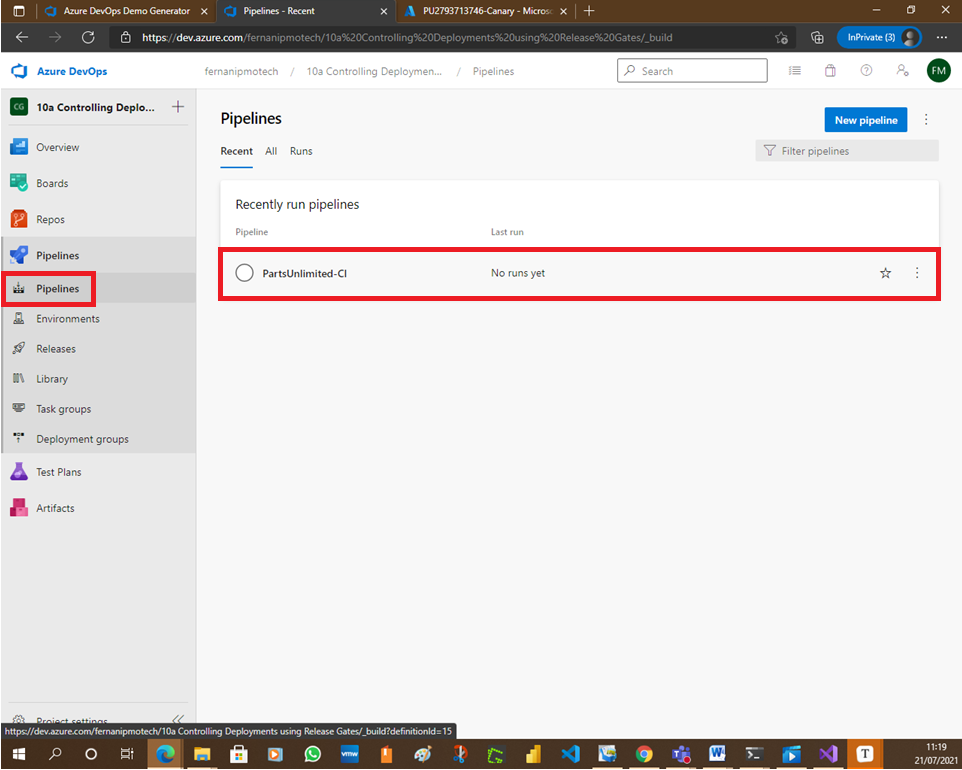 Azure DevOps Demo Generator
Pipelines - Recent
PU2793713746-Canary - Micros
https://dev.azure.com/fernanipmotech/10a%20Controlling%20Deployments%20using%20Release%20Gates/_build
InPrivate (3)
Azure DevOps
fernanipmotech / 10a Controlling Deploymen... / Pipelines
Search
FM
CG
10a Controlling Deplo...
Overview
Boards
Repos
Pipelines
Pipelines
Environments
Releases
Library
Task groups
Deployment groups
Test Plans
Artifacts
Project settings
Pipelines
New pipeline
Recent All Runs
Filter pipelines
Recently run pipelines
Pipeline Last run
PartsUnlimited-CI No runs yet
https://dev.azure.com/fernanipmotech/10a Controlling Deployments using Release Gates/_build?definitionId=15
vmw
W
T
11:19
21/07/2021